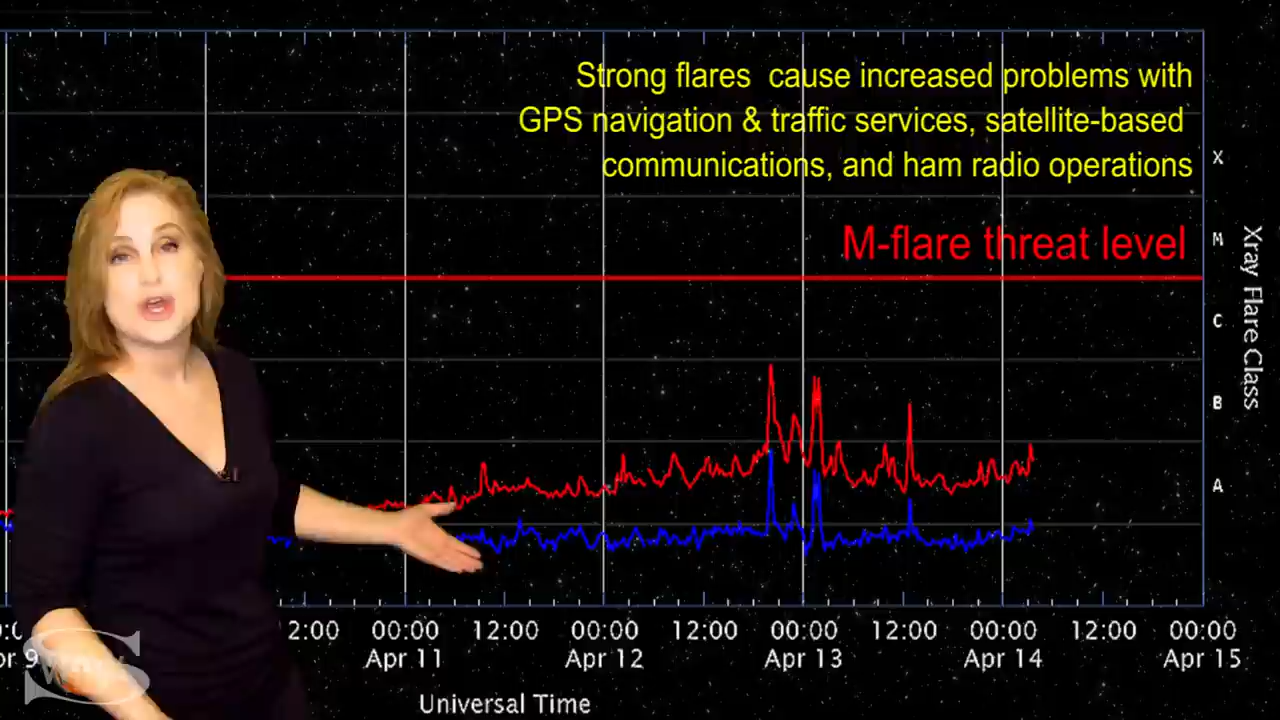 Strong flares cause increased problems with
GPS navigation & traffic services, satellite-based
communications, and ham radio operations
X
M-flare threat level
M
Xray Flare Class
C
B
A
2:00 00:00 12:00 00:00 12:00 00:00 12:00 00:00 12:00 00:00
Apr 11 Apr 12 Apr 13 Apr 14 Apr 15
Universal Time